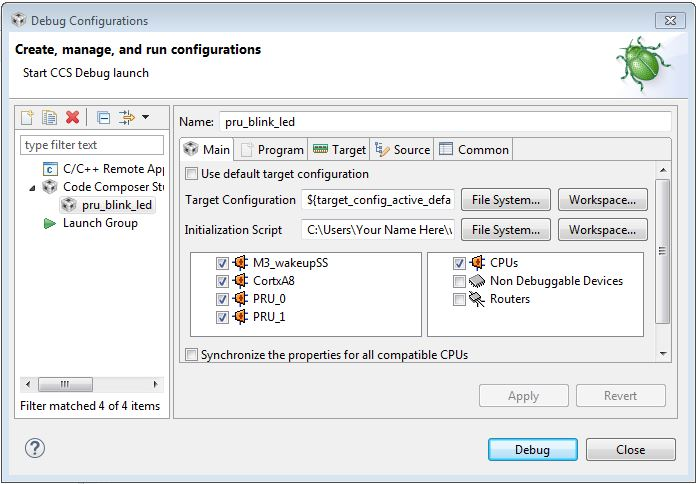 Debug Configurations
Create, manage, and run configurations
Start CCS Debug launch
type filter text
C/C++ Remote App
Code Composer Stu
pru_blink_led
Launch Group
Filter matched 4 of 4 items
Name: pru_blink_led
Main Program Target Source Common
Use default target configuration
Target Configuration ${target_config_active_defa File System... Workspace...
Initialization Script C:\Users\Your Name Here\ File System... Workspace...
M3_wakeupSS
CortxA8
PRU_0
PRU_1
CPUs
Non Debuggable Devices
Routers
Synchronize the properties for all compatible CPUs
Apply Revert
? Debug Close